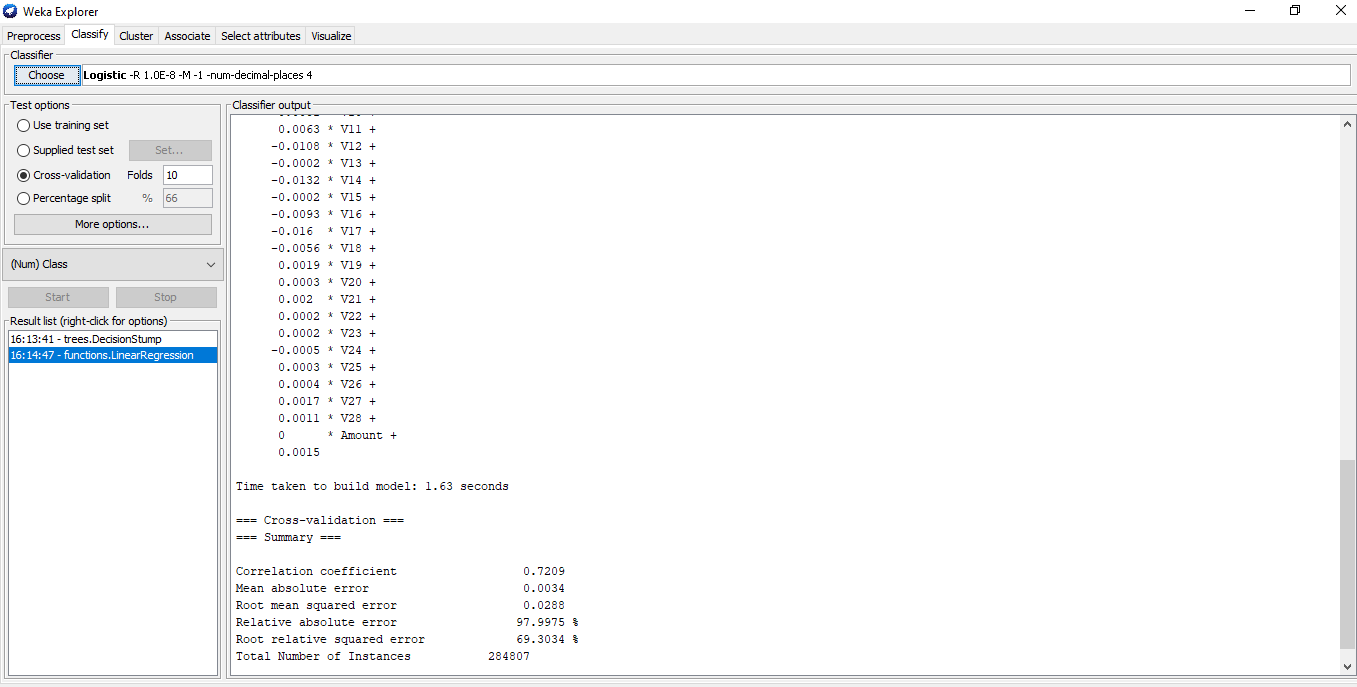 Weka Explorer
Preprocess Classify Cluster Associate Select attributes Visualize
Classifier
Choose Logistic -R 1.0E-8 -M -1 -num-decimal-places 4
Test options
Use training set
Supplied test set Set...
Cross-validation Folds 10
Percentage split % 66
More options...
(Num) Class
Start Stop
Result list (right-click for options)
16:13:41 - trees.DecisionStump
16:14:47 - functions.LinearRegression
Classifier output
0.0063 * V11 +
-0.0108 * V12 +
-0.0002 * V13 +
-0.0132 * V14 +
-0.0002 * V15 +
-0.0093 * V16 +
-0.016 * V17 +
-0.0056 * V18 +
0.0019 * V19 +
0.0003 * V20 +
0.002 * V21 +
0.0002 * V22 +
0.0002 * V23 +
-0.0005 * V24 +
0.0003 * V25 +
0.0004 * V26 +
0.0017 * V27 +
0.0011 * V28 +
0 * Amount +
0.0015
Time taken to build model: 1.63 seconds
=== Cross-validation ===
=== Summary ===
Correlation coefficient 0.7209
Mean absolute error 0.0034
Root mean squared error 0.0288
Relative absolute error 97.9975 %
Root relative squared error 69.3034 %
Total Number of Instances 284807